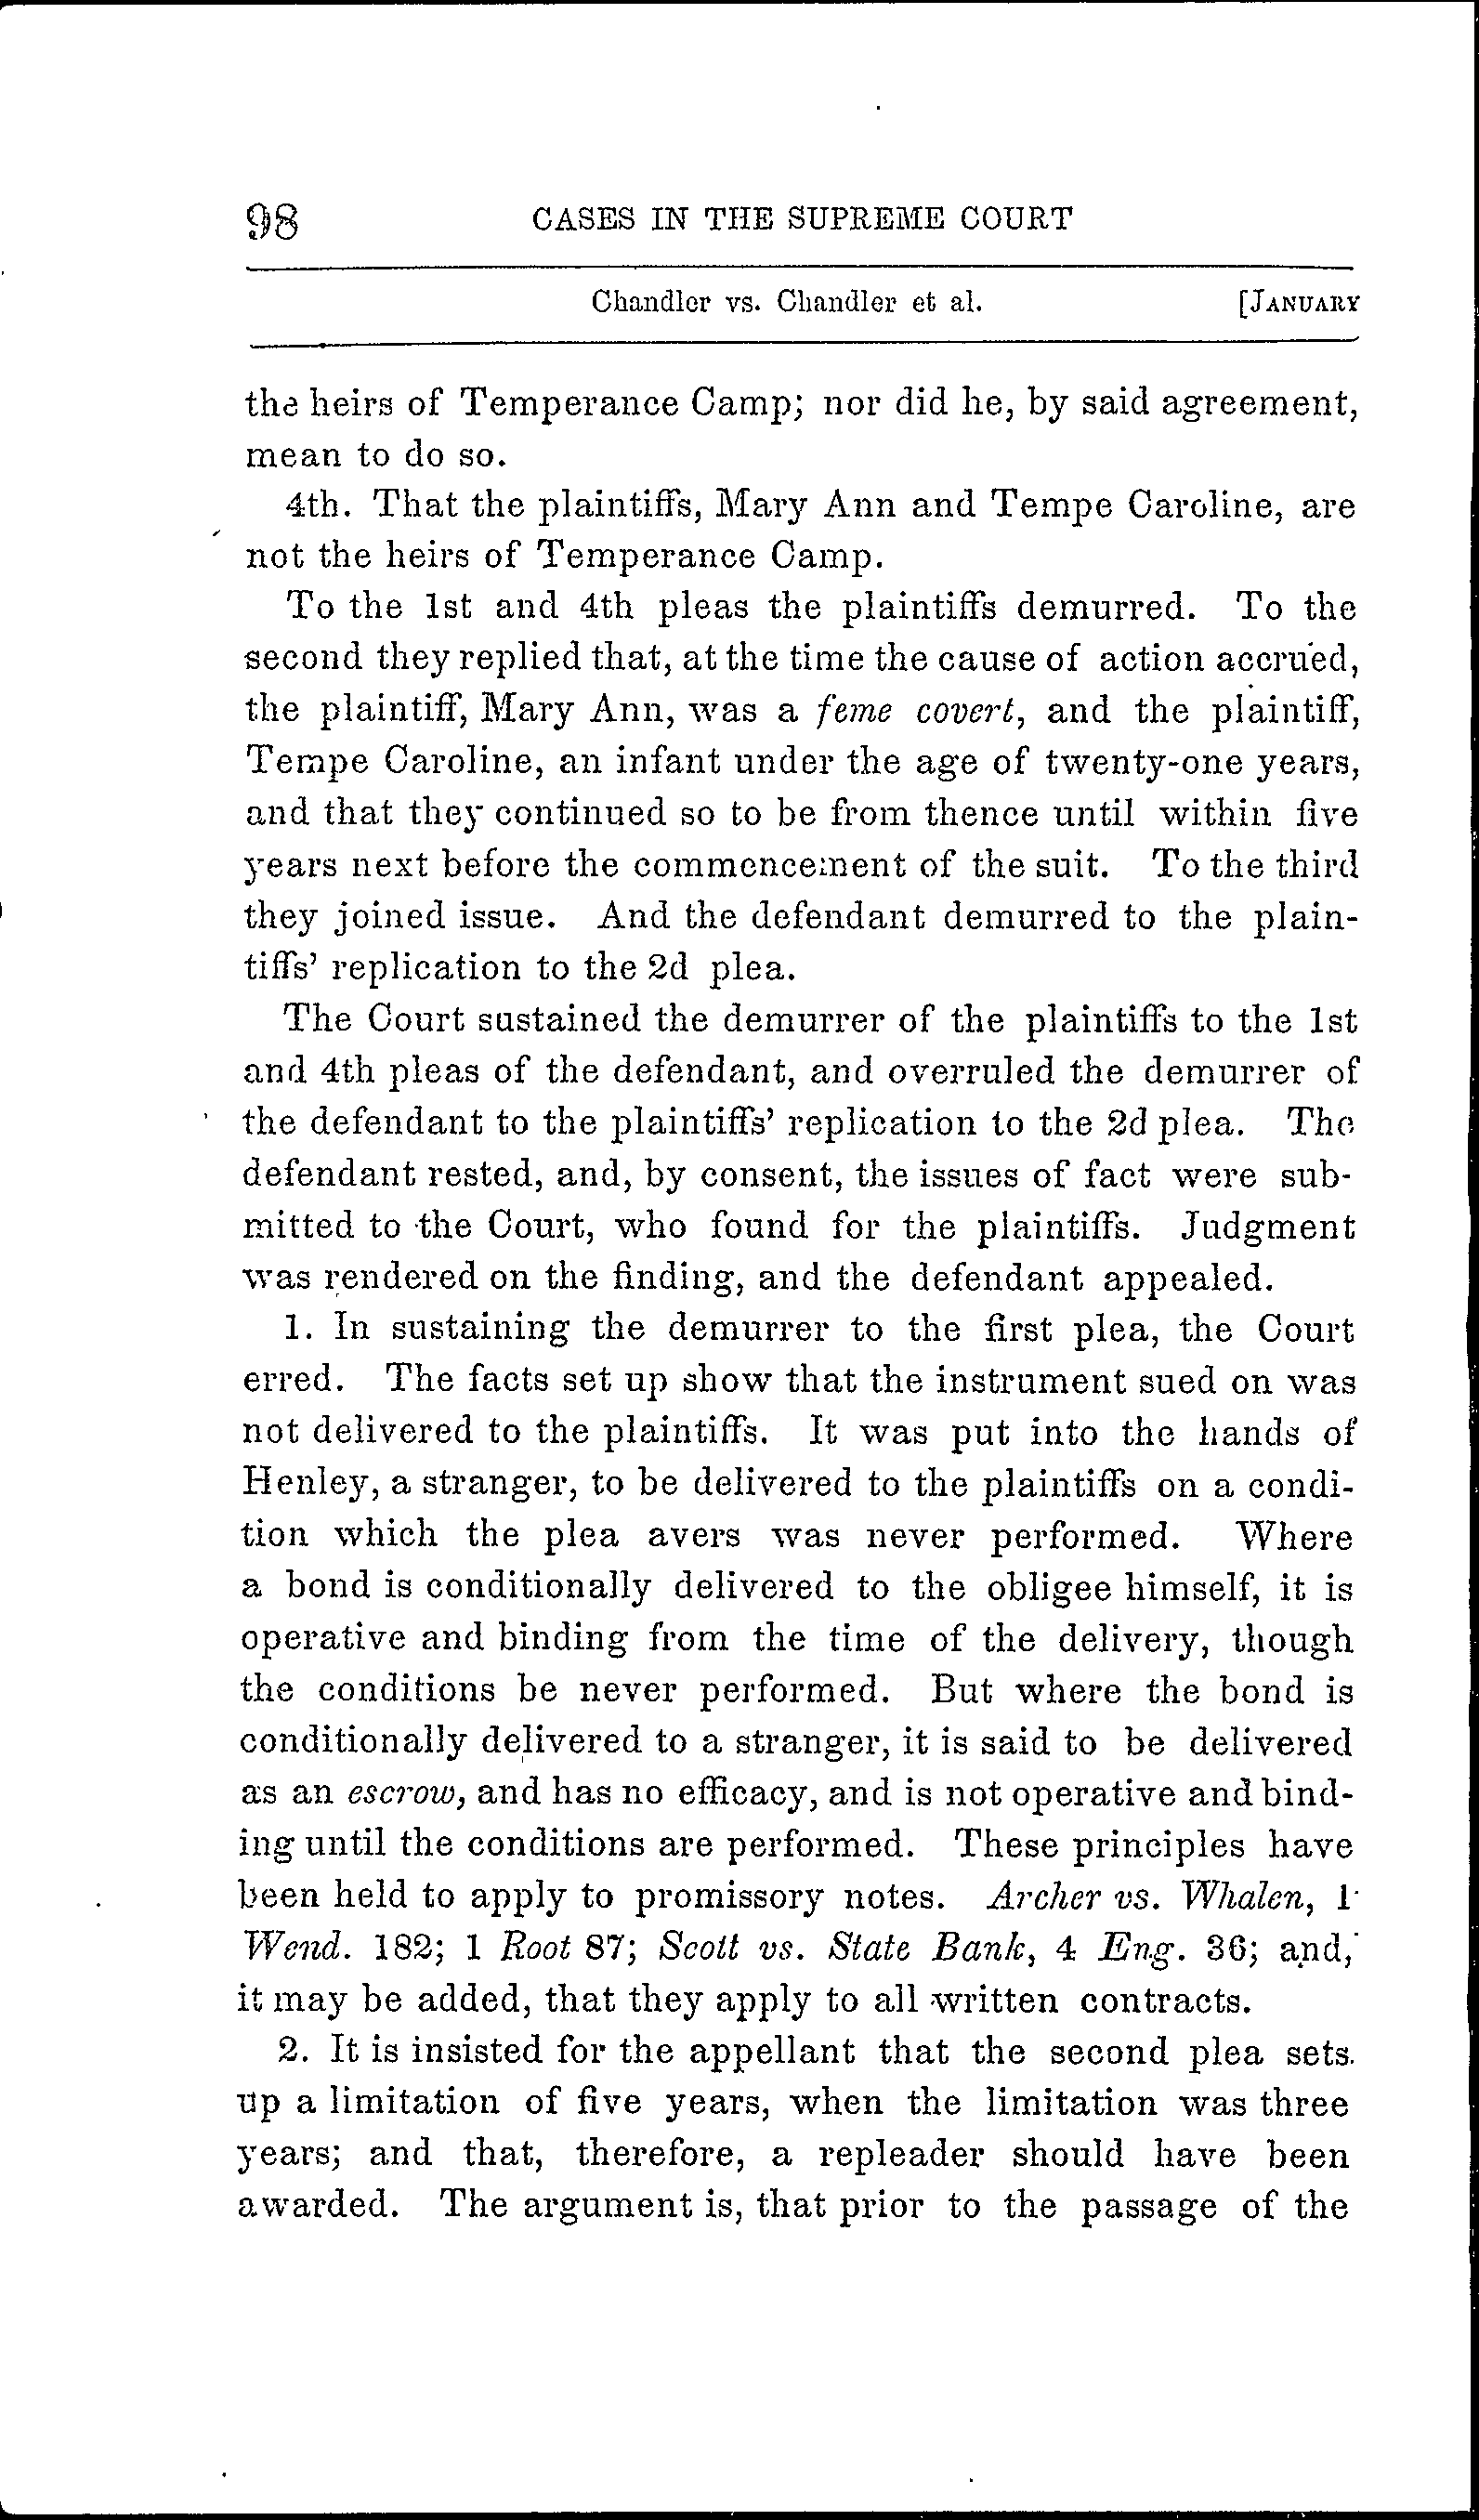 98 CASES IN THE SUPREME COURT
Chandler vs. Chandler et al. [JANUARY
the heirs of Temperance Camp; nor did he, by said agreement,
mean to do so.
4th. That the plaintiffs, Mary Ann and Tempe Caroline, are
not the heirs of Temperance Camp.
To the 1st and 4th pleas the plaintiffs demurred. To the
second they replied that, at the time the cause of action accrued,
the plaintiff, Mary Ann, was a feme covert, and the plaintiff,
Tempe Caroline, an infant under the age of twenty-one years,
and that they continued so to be from thence until within five
years next before the commencement of the suit. To the third
they joined issue. And the defendant demurred to the plain-
tiffs' replication to the 2d plea.
The Court sustained the demurrer of the plaintiffs to the 1st
and 4th pleas of the defendant, and overruled the demurrer of
the defendant to the plaintiffs' replication to the 2d plea. The
defendant rested, and, by consent, the issues of fact were sub-
mitted to the Court, who found for the plaintiffs. Judgment
was rendered on the finding, and the defendant appealed.
1. In sustaining the demurrer to the first plea, the Court
erred. The facts set up show that the instrument sued on was
not delivered to the plaintiffs. It was put into the hands of
Henley, a stranger, to be delivered to the plaintiffs on a condi-
tion which the plea avers was never performed. Where
a bond is conditionally delivered to the obligee himself, it is
operative and binding from the time of the delivery, though
the conditions be never performed. But where the bond is
conditionally delivered to a stranger, it is said to be delivered
as an escrow, and has no efficacy, and is not operative and bind-
ing until the conditions are performed. These principles have
been held to apply to promissory notes. Archer vs. Whalen, 1
Wend. 182; 1 Root 87; Scott vs. State Bank, 4 Eng. 36; and,
it may be added, that they apply to all written contracts.
2. It is insisted for the appellant that the second plea sets
up a limitation of five years, when the limitation was three
years; and that, therefore, a repleader should have been
awarded. The argument is, that prior to the passage of the